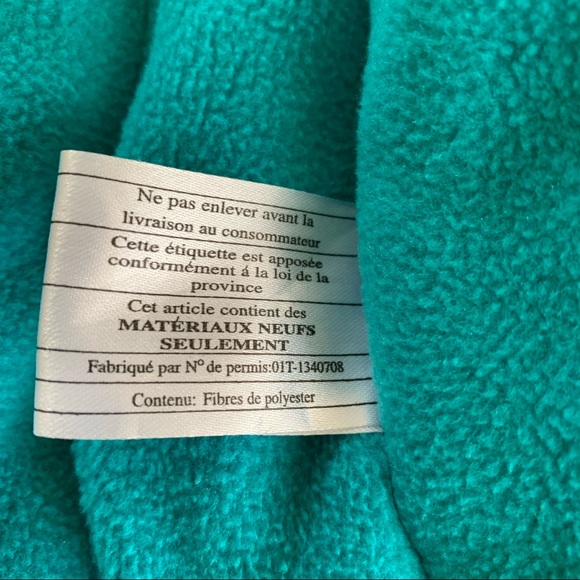 Ne pas enlever avant la
livraison au consommateur
Cette étiquette est apposée
conformément á la loi de la
province
Cet article contient des
MATÉRIAUX NEUFS
SEULEMENT
Fabriqué par Nº de permis:01T-1340708
Contenu: Fibres de polyester